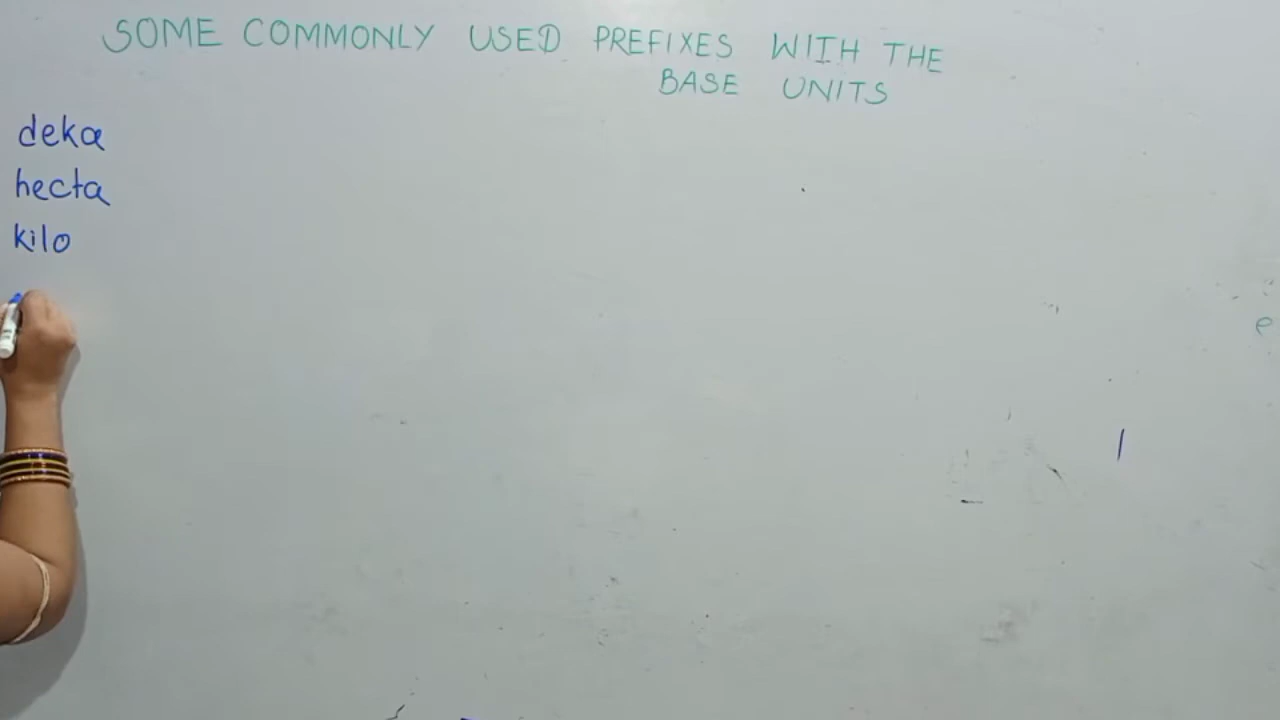 SOME COMMONLY USED PREFIXES WITH THE
BASE UNITS
deka
hecta
kilo
e